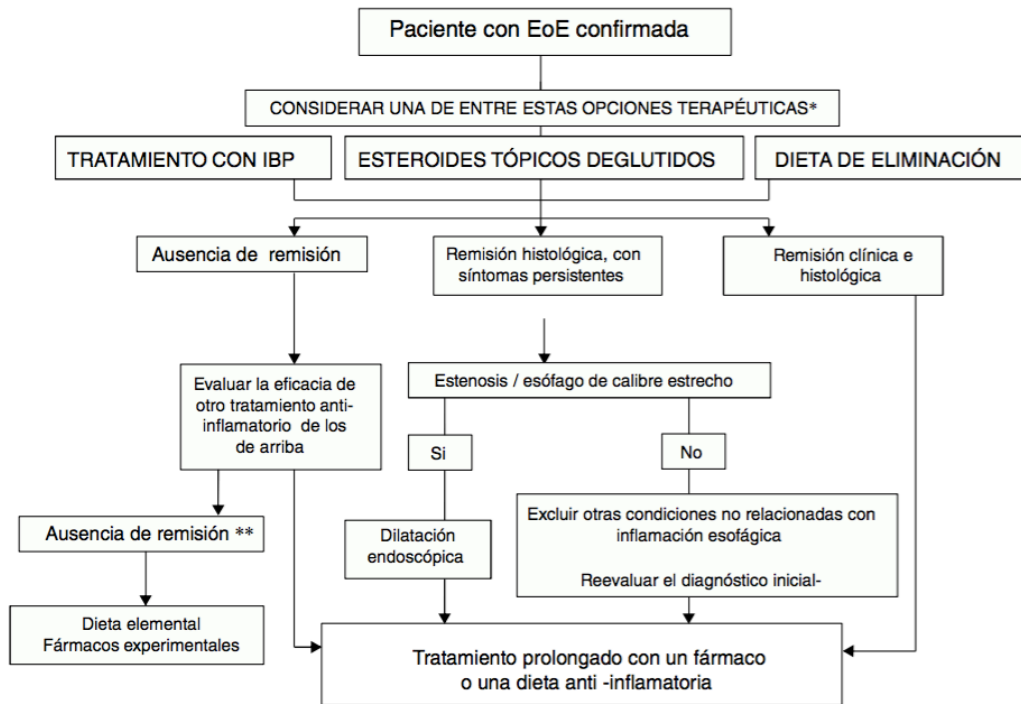 Paciente con EoE confirmada
CONSIDERAR UNA DE ENTRE ESTAS OPCIONES TERAPÉUTICAS*
TRATAMIENTO CON IBP
ESTEROIDES TÓPICOS DEGLUTIDOS
DIETA DE ELIMINACIÓN
Ausencia de remisión
Remisión histológica, con
síntomas persistentes
Remisión clínica e
histológica
Evaluar la eficacia de
otro tratamiento anti-
inflamatorio de los
de arriba
Estenosis / esófago de calibre estrecho
Si
No
Ausencia de remisión **
Dilatación
endoscópica
Excluir otras condiciones no relacionadas con
inflamación esofágica
Reevaluar el diagnóstico inicial-
Dieta elemental
Fármacos experimentales
Tratamiento prolongado con un fármaco
o una dieta anti -inflamatoria